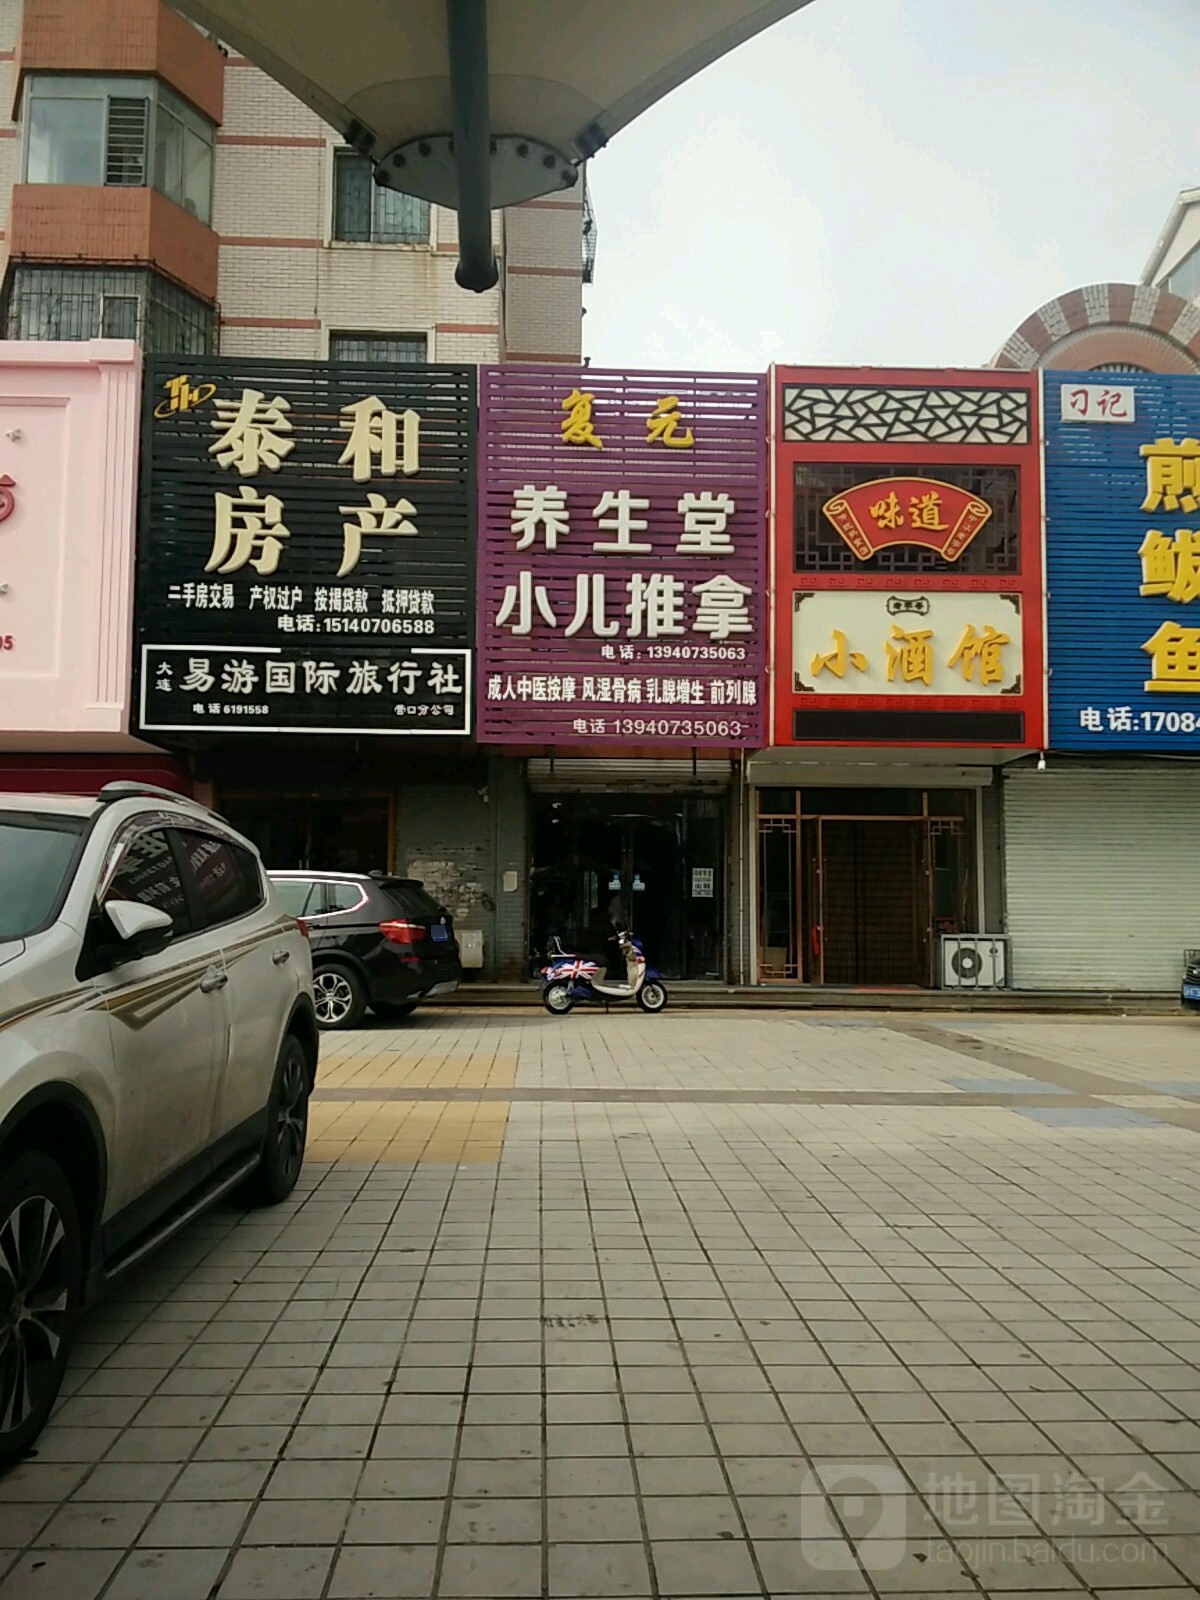 泰和
房产
二手房交易 产权过户 按揭贷款 抵押贷款
电话:15140706588
大连 易游国际旅行社
电话 6191558 营口分公司
复元
养生堂
小儿推拿
电话:13940735063
成人中医按摩 风湿骨病 乳腺增生 前列腺
电话 13940735063
味道
小酒馆
刁记
煎
鲅
鱼
电话:17084
05
地图淘金
taojin.baidu.com